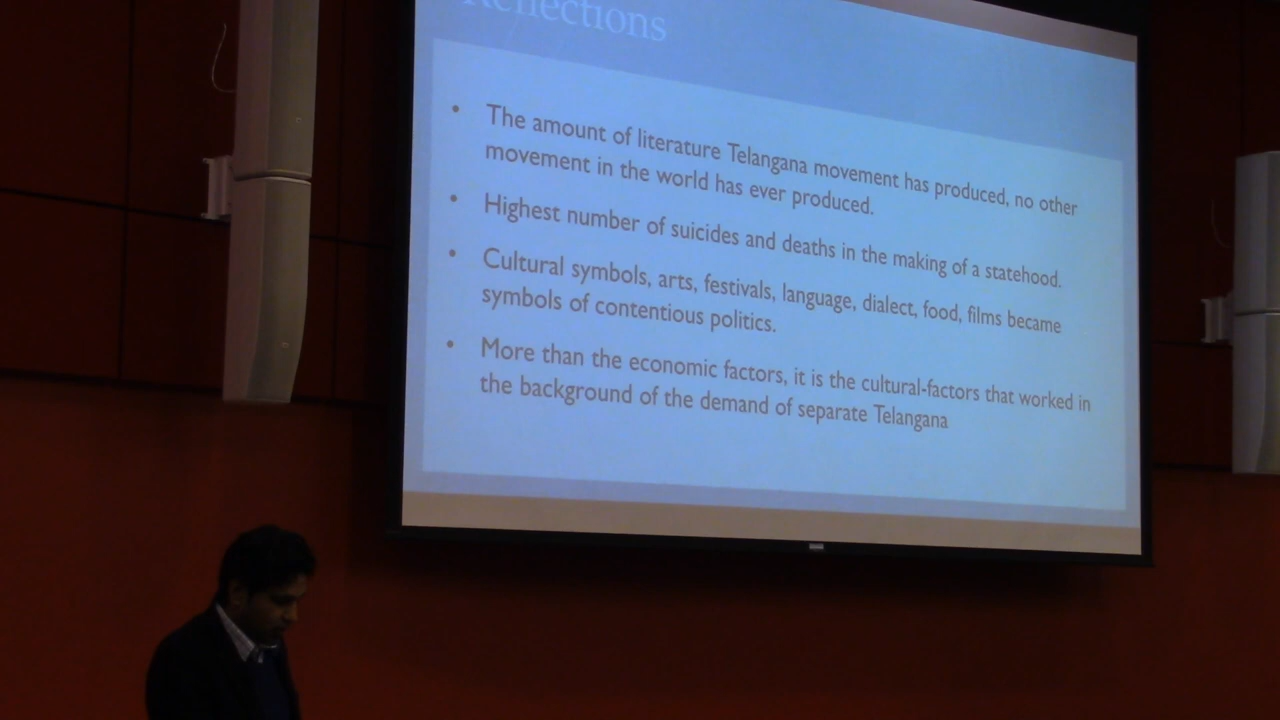 Reflections
• The amount of literature Telangana movement has produced, no other
movement in the world has ever produced.
• Highest number of suicides and deaths in the making of a statehood.
• Cultural symbols, arts, festivals, language, dialect, food, films became
symbols of contentious politics.
• More than the economic factors, it is the cultural-factors that worked in
the background of the demand of separate Telangana